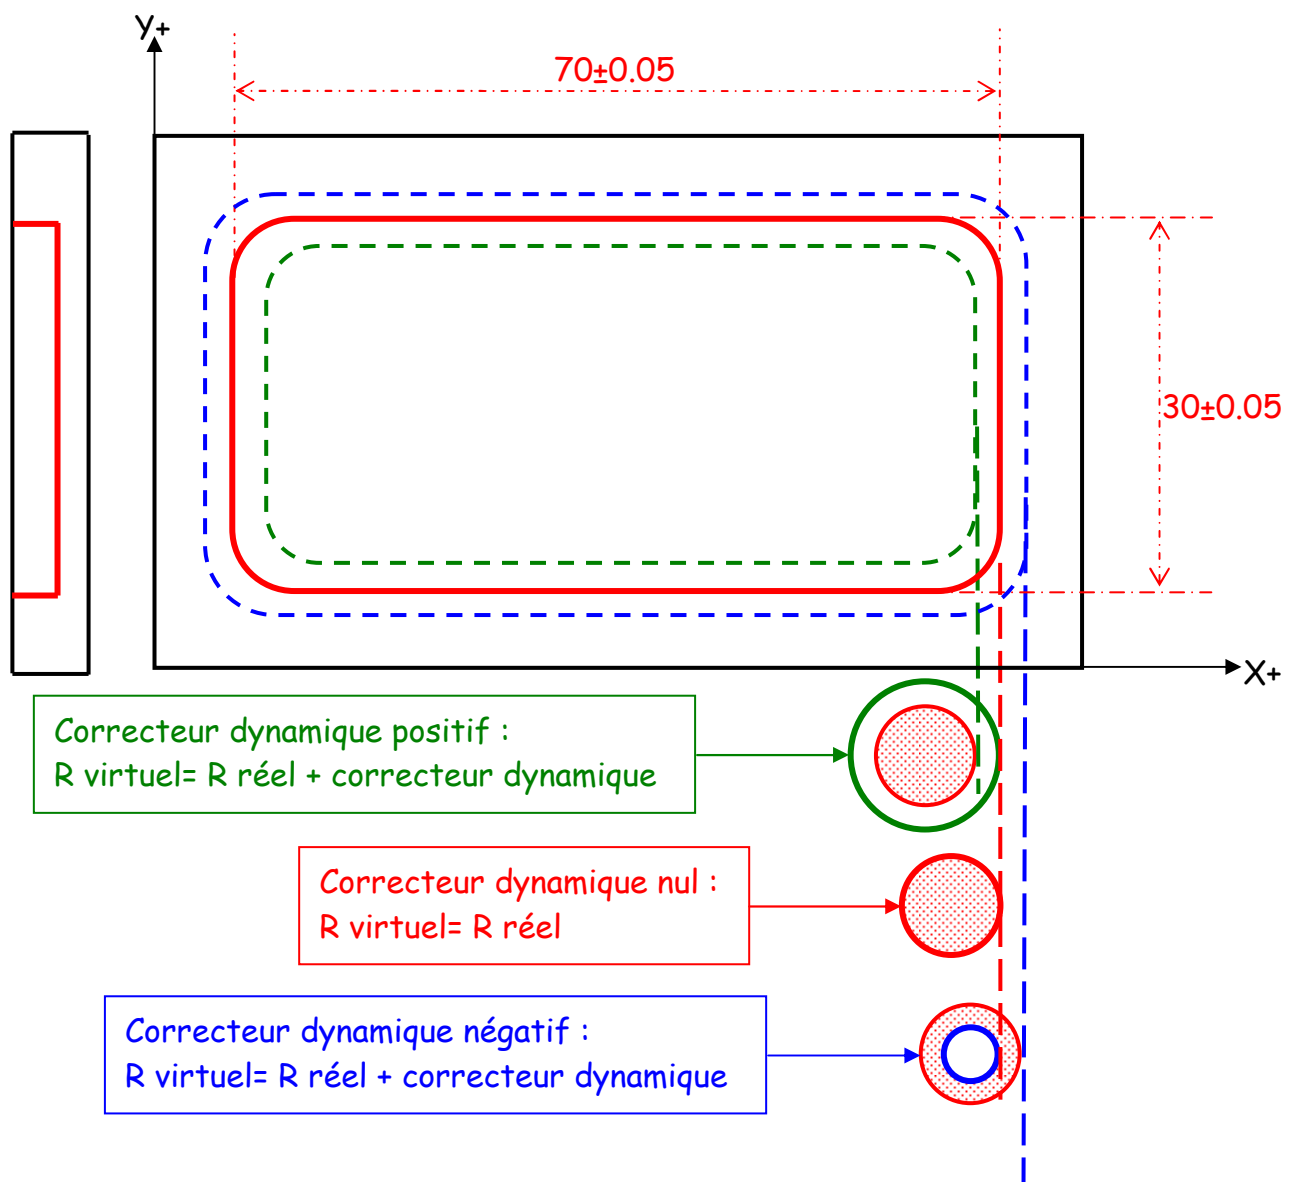 Y+
70±0.05
30±0.05
X+
Correcteur dynamique positif :
R virtuel= R réel + correcteur dynamique
Correcteur dynamique nul :
R virtuel= R réel
Correcteur dynamique négatif :
R virtuel= R réel + correcteur dynamique